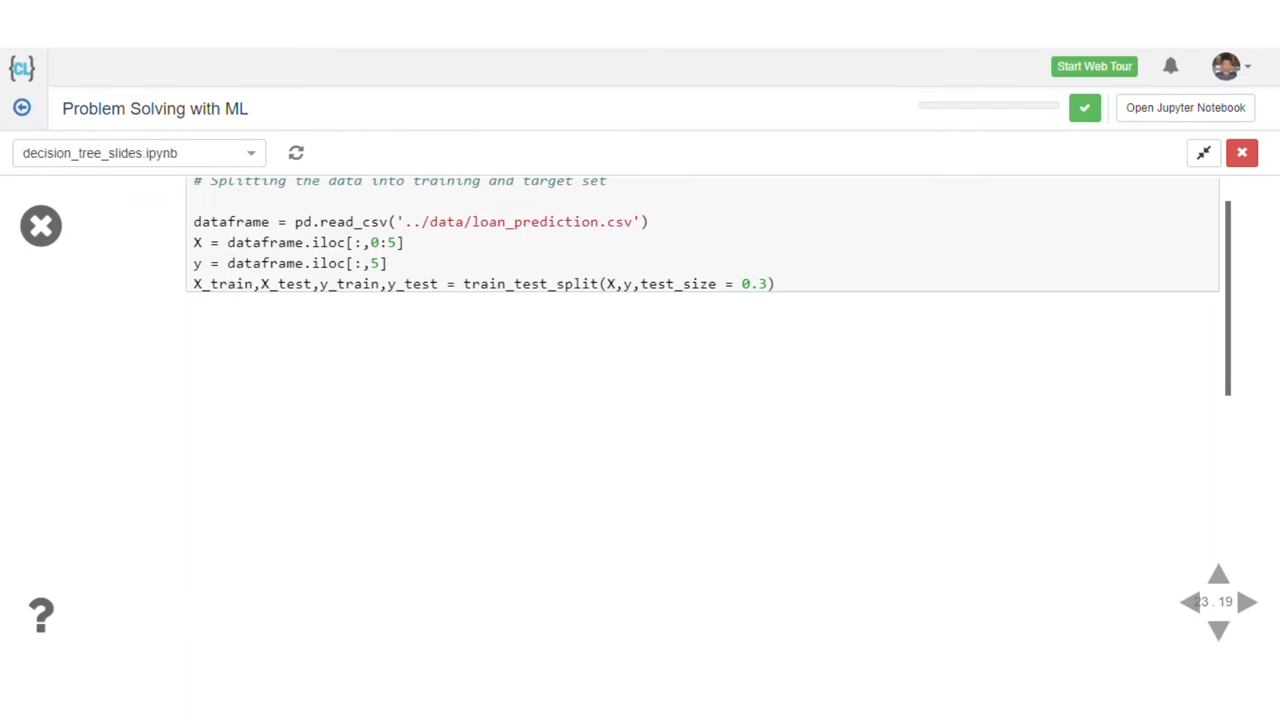 {CL}
Start Web Tour
Problem Solving with ML
Open Jupyter Notebook
decision_tree_slides.ipynb
# Splitting the data into training and target set
dataframe = pd.read_csv('../data/loan_prediction.csv')
X = dataframe.iloc[:,0:5]
y = dataframe.iloc[:,5]
X_train,X_test,y_train,y_test = train_test_split(X,y,test_size = 0.3)
23 . 19
?